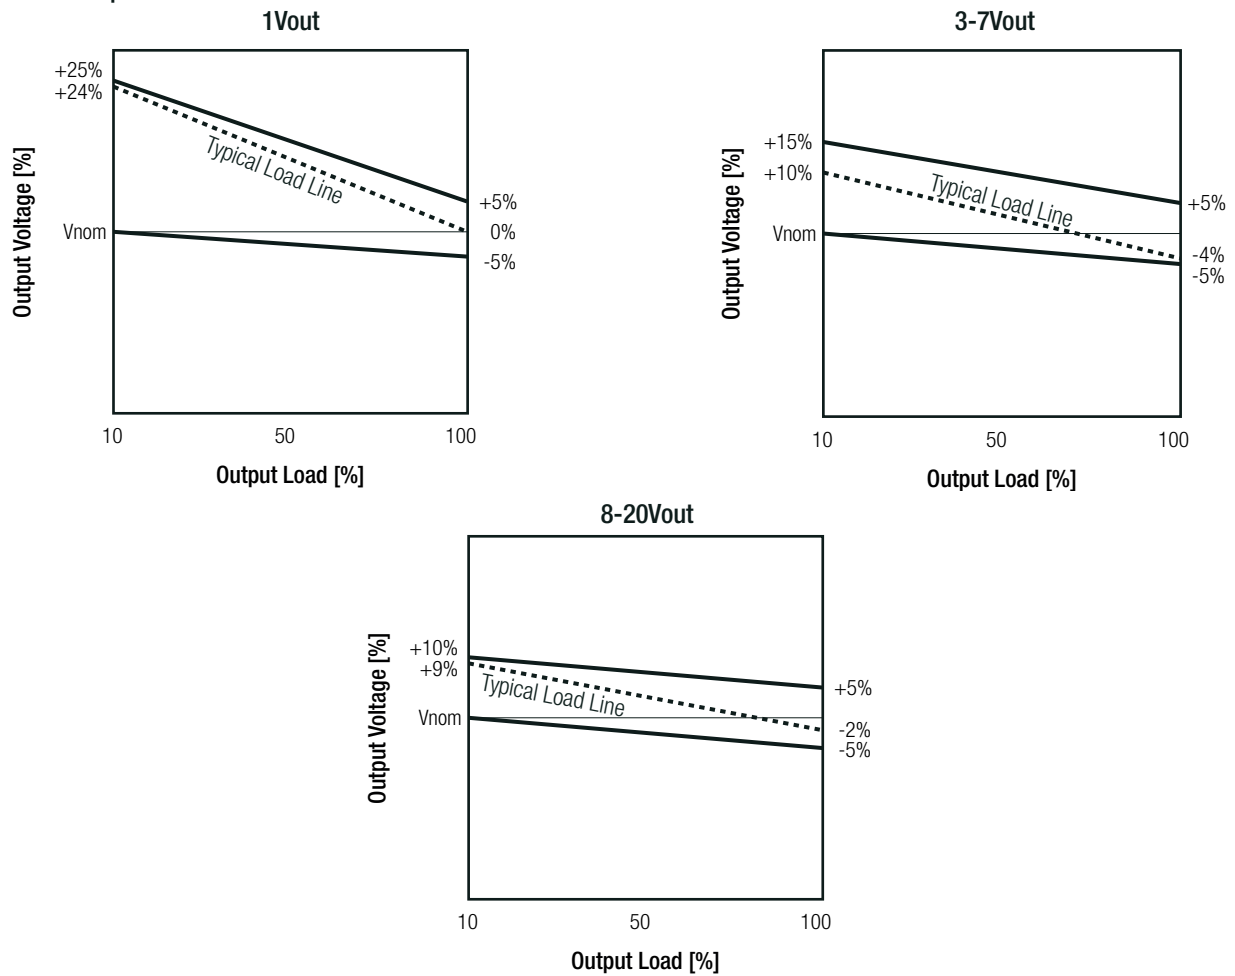 1Vout
+25%
+24%
Typical Load Line
Vnom
+5%
0%
-5%
Output Voltage [%]
10 50 100
Output Load [%]
3-7Vout
+15%
+10%
Typical Load Line
Vnom
+5%
-4%
-5%
Output Voltage [%]
10 50 100
Output Load [%]
8-20Vout
+10%
+9%
Typical Load Line
Vnom
+5%
-2%
-5%
Output Voltage [%]
10 50 100
Output Load [%]